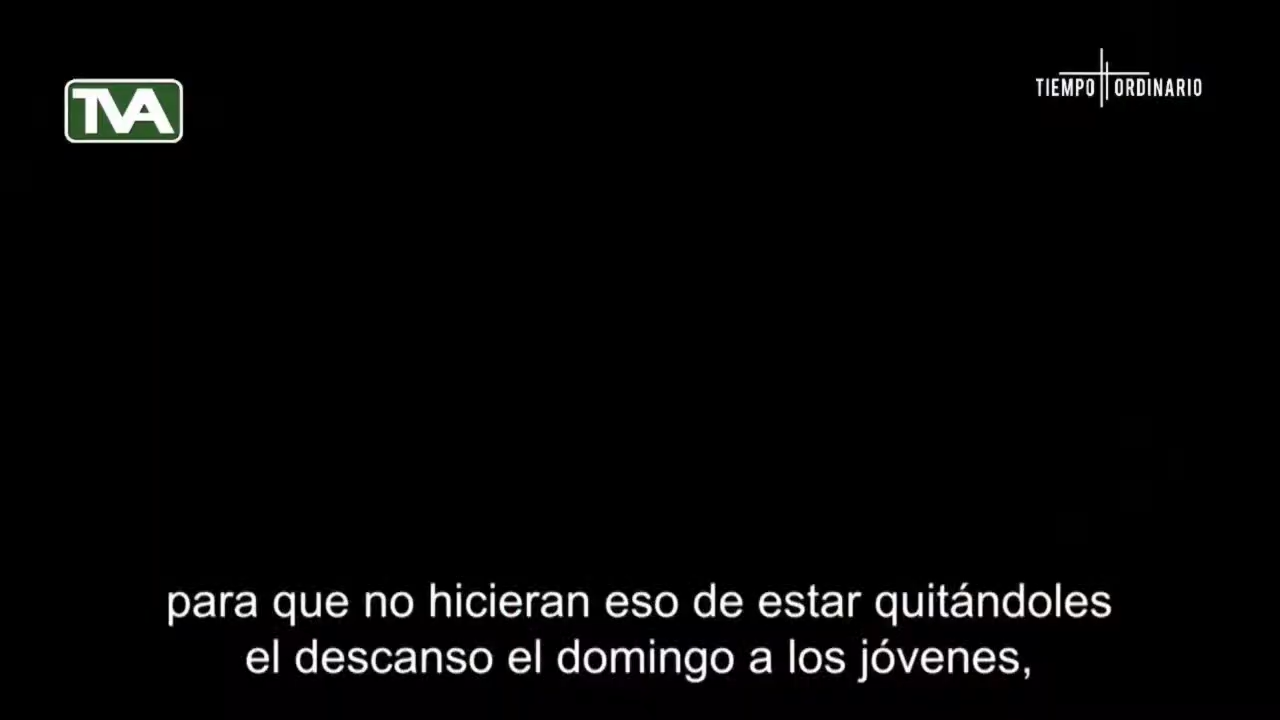 TVA
TIEMPO ORDINARIO
para que no hicieran eso de estar quitándoles
el descanso el domingo a los jóvenes,